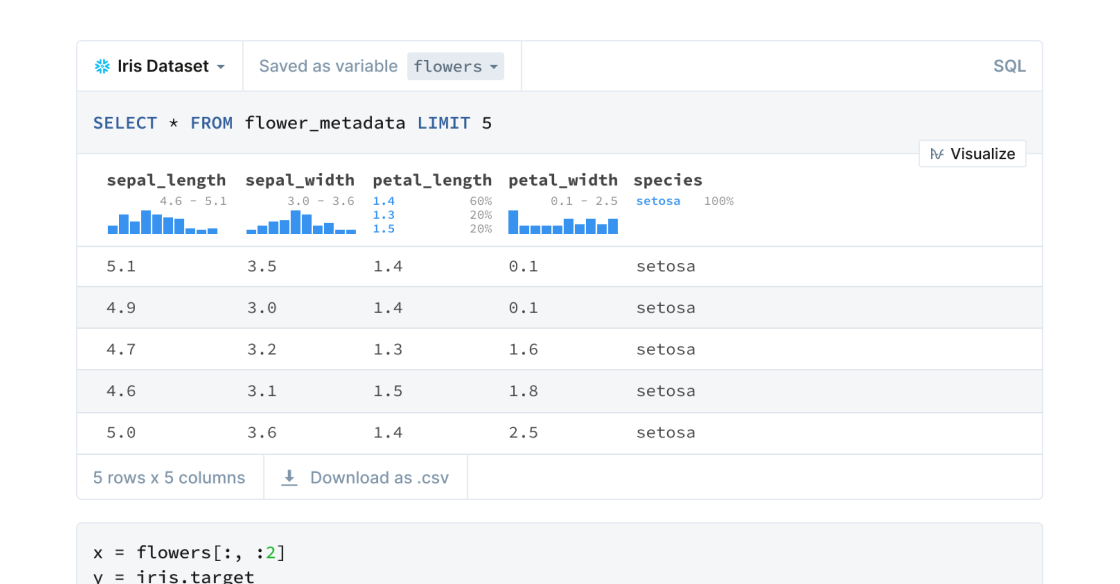 Iris Dataset Saved as variable flowers SQL
SELECT * FROM flower_metadata LIMIT 5
Visualize
sepal_length sepal_width petal_length petal_width species
4.6 - 5.1 3.0 - 3.6 1.4 60% 0.1 - 2.5 setosa 100%
1.3 20%
1.5 20%
5.1 3.5 1.4 0.1 setosa
4.9 3.0 1.4 0.1 setosa
4.7 3.2 1.3 1.6 setosa
4.6 3.1 1.5 1.8 setosa
5.0 3.6 1.4 2.5 setosa
5 rows x 5 columns Download as .csv
x = flowers[:, :2]
y = iris.target